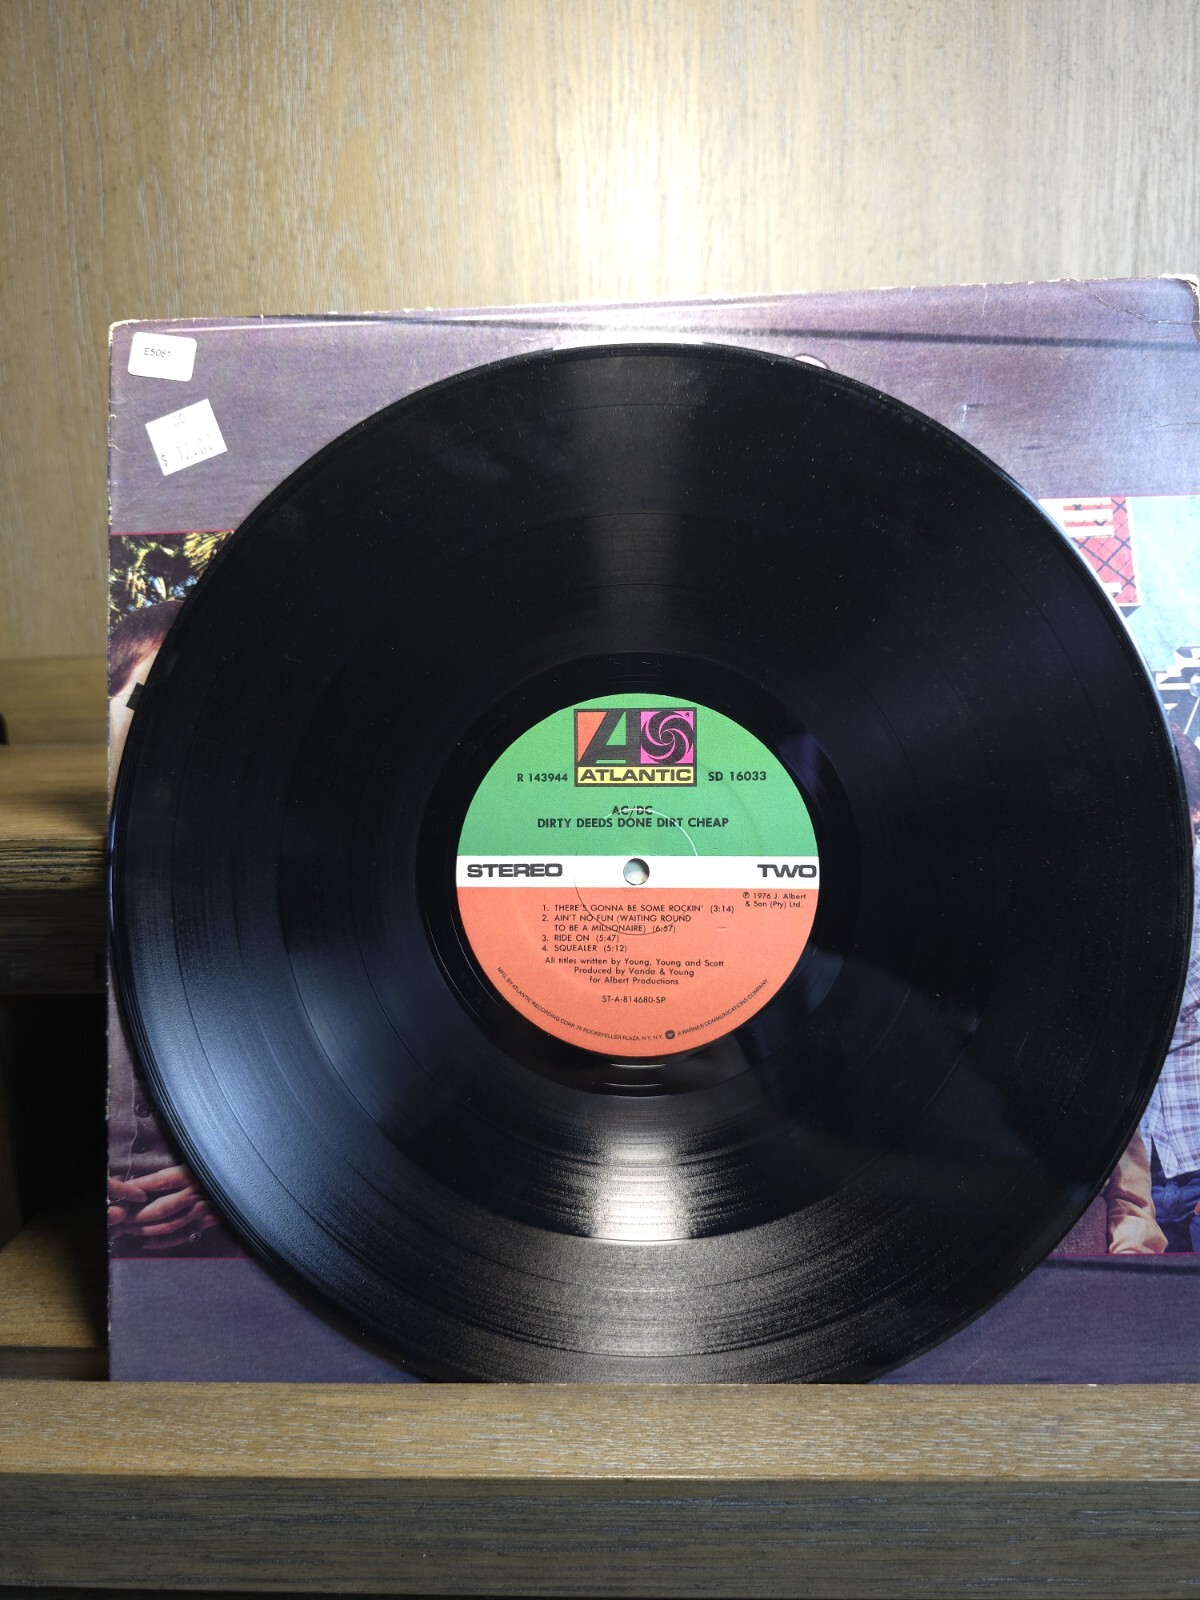 E5081
ATLANTIC
R 143944
SD 16033
AC/DC
DIRTY DEEDS DONE DIRT CHEAP
STEREO
TWO
℗ 1976 J. Albert
& Son (Pty) Ltd.
1. THERE'S GONNA BE SOME ROCKIN' (3:14)
2. AIN'T NO FUN (WAITING ROUND
TO BE A MILLIONAIRE) (6:57)
3. RIDE ON (5:47)
4. SQUEALER (5:12)
All titles written by Young, Young and Scott
Produced by Vanda & Young
for Albert Productions
ST-A-814680-SP
MFG. BY ATLANTIC RECORDING CORP. 75 ROCKEFELLER PLAZA, N.Y., N.Y. A WARNER COMMUNICATIONS COMPANY